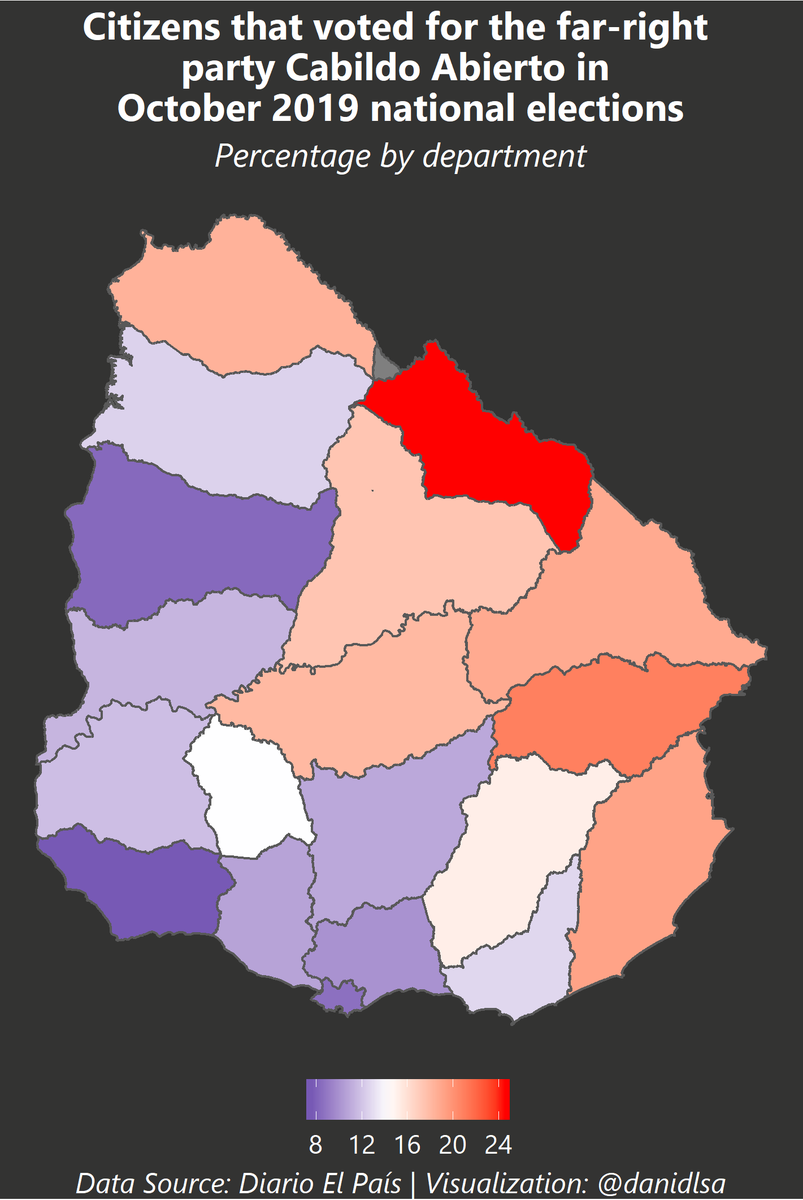 Citizens that voted for the far-right
party Cabildo Abierto in
October 2019 national elections
Percentage by department
8 12 16 20 24
Data Source: Diario El País | Visualization: @danidlsa